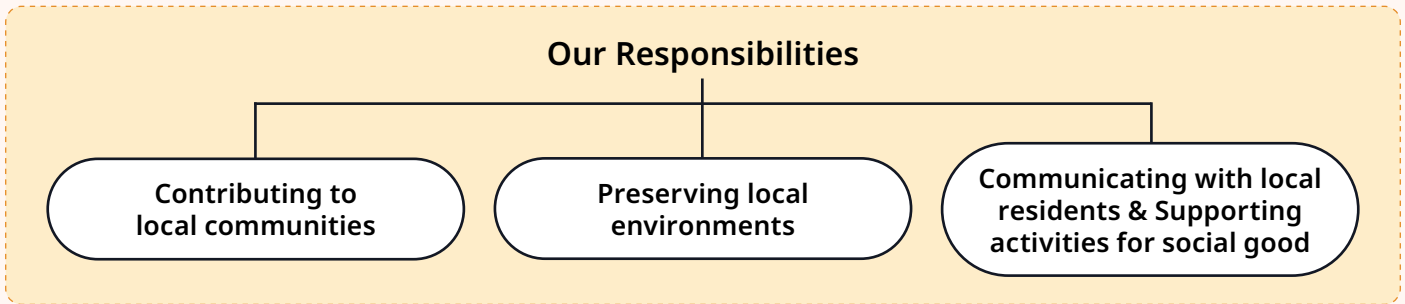 Our Responsibilities
Contributing to
local communities
Preserving local
environments
Communicating with local
residents & Supporting
activities for social good